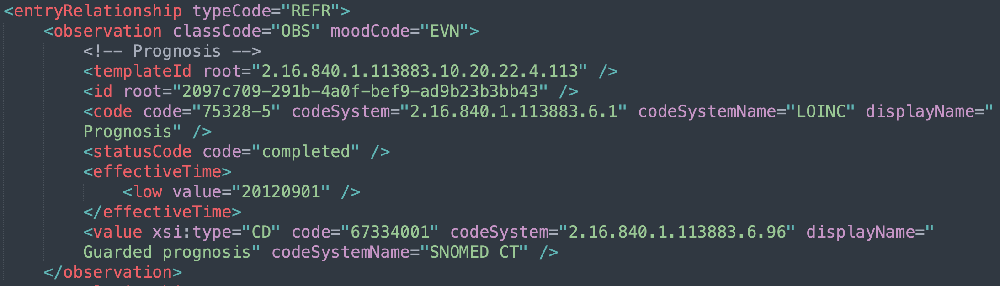 <entryRelationship typeCode="REFR">
<observation classCode="OBS" moodCode="EVN">
<!-- Prognosis -->
<templateId root="2.16.840.1.113883.10.20.22.4.113" />
<id root="2097c709-291b-4a0f-bef9-ad9b23b3bb43" />
<code code="75328-5" codeSystem="2.16.840.1.113883.6.1" codeSystemName="LOINC" displayName="
Prognosis" />
<statusCode code="completed" />
<effectiveTime>
<low value="20120901" />
</effectiveTime>
<value xsi:type="CD" code="67334001" codeSystem="2.16.840.1.113883.6.96" displayName="
Guarded prognosis" codeSystemName="SNOMED CT" />
</observation>